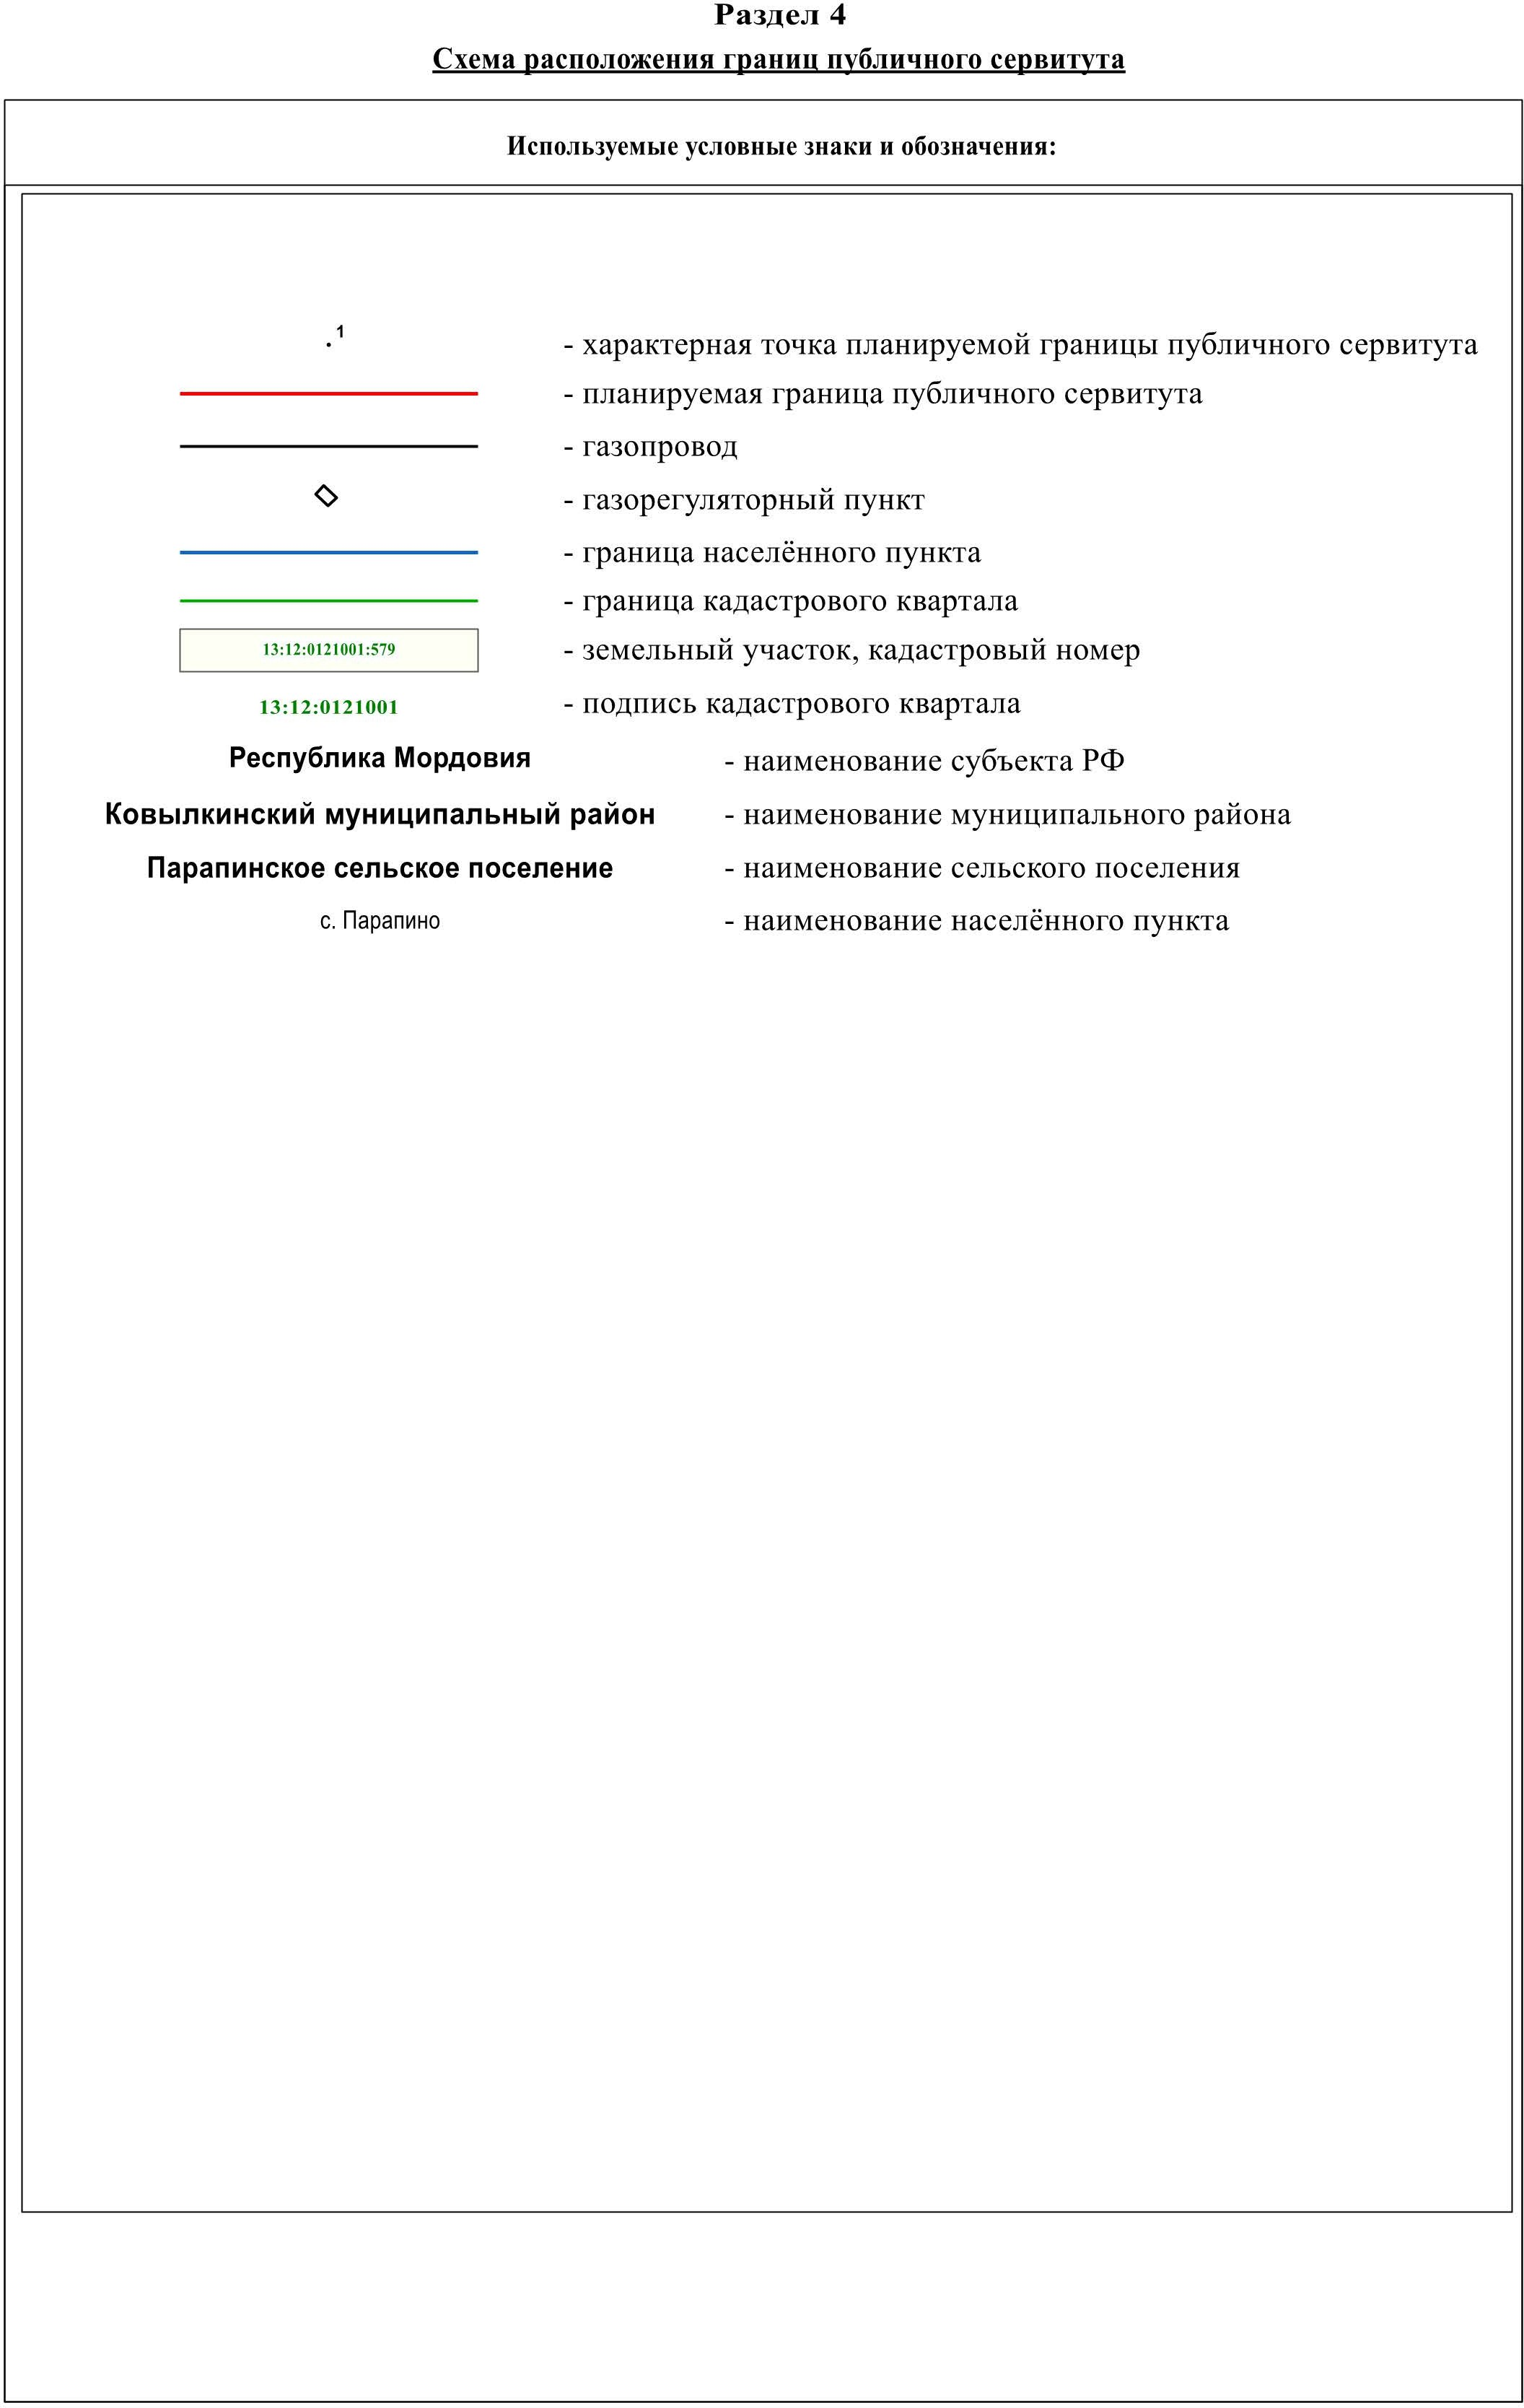 Раздел 4
Схема расположения границ публичного сервитута
Используемые условные знаки и обозначения:
. 1 - характерная точка планируемой границы публичного сервитута
- планируемая граница публичного сервитута
- газопровод
- газорегуляторный пункт
- граница населённого пункта
- граница кадастрового квартала
13:12:0121001:579 - земельный участок, кадастровый номер
13:12:0121001 - подпись кадастрового квартала
Республика Мордовия - наименование субъекта РФ
Ковылкинский муниципальный район - наименование муниципального района
Парапинское сельское поселение - наименование сельского поселения
с. Парапино - наименование населённого пункта